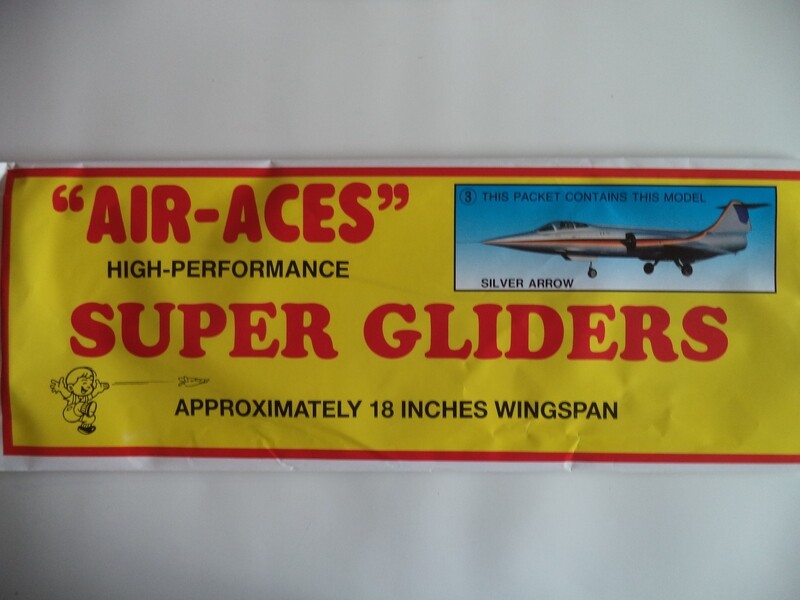 "AIR-ACES"
HIGH-PERFORMANCE
③ THIS PACKET CONTAINS THIS MODEL
SILVER ARROW
SUPER GLIDERS
APPROXIMATELY 18 INCHES WINGSPAN